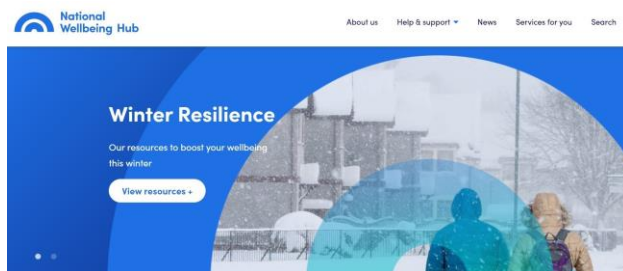 National
Wellbeing Hub
About us Help & support News Services for you Search
Winter Resilience
Our resources to boost your wellbeing
this winter
View resources +